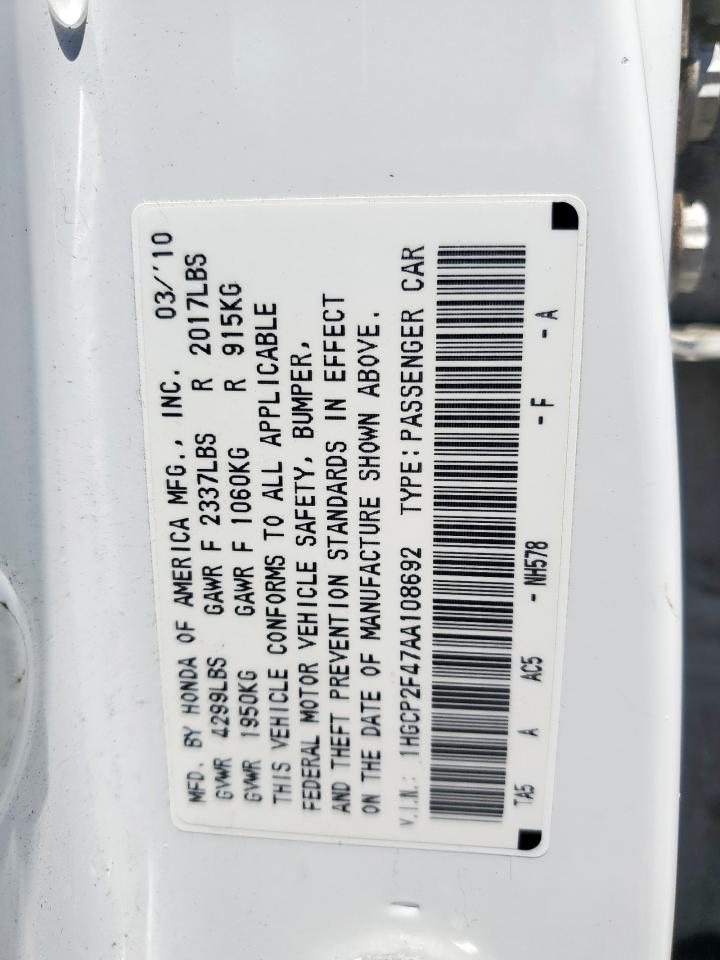 MFD. BY HONDA OF AMERICA MFG., INC. 03/'10
GVWR 4299LBS GAWR F 2337LBS R 2017LBS
GVWR 1950KG GAWR F 1060KG R 915KG
THIS VEHICLE CONFORMS TO ALL APPLICABLE
FEDERAL MOTOR VEHICLE SAFETY, BUMPER,
AND THEFT PREVENTION STANDARDS IN EFFECT
ON THE DATE OF MANUFACTURE SHOWN ABOVE.
V.I.N.: 1HGCP2F47AA108692 TYPE:PASSENGER CAR
TA5 A AC5 - NH578 - F - A